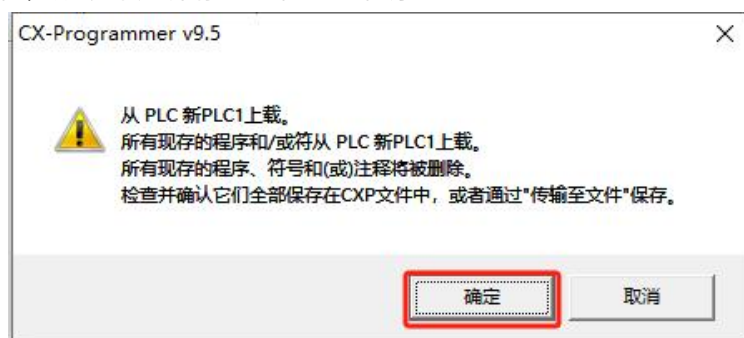 CX-Programmer v9.5
从 PLC 新PLC1上载。
所有现存的程序和/或符从 PLC 新PLC1上载。
所有现存的程序、符号和(或)注释将被删除。
检查并确认它们全部保存在CXP文件中，或者通过"传输至文件"保存。
确定
取消